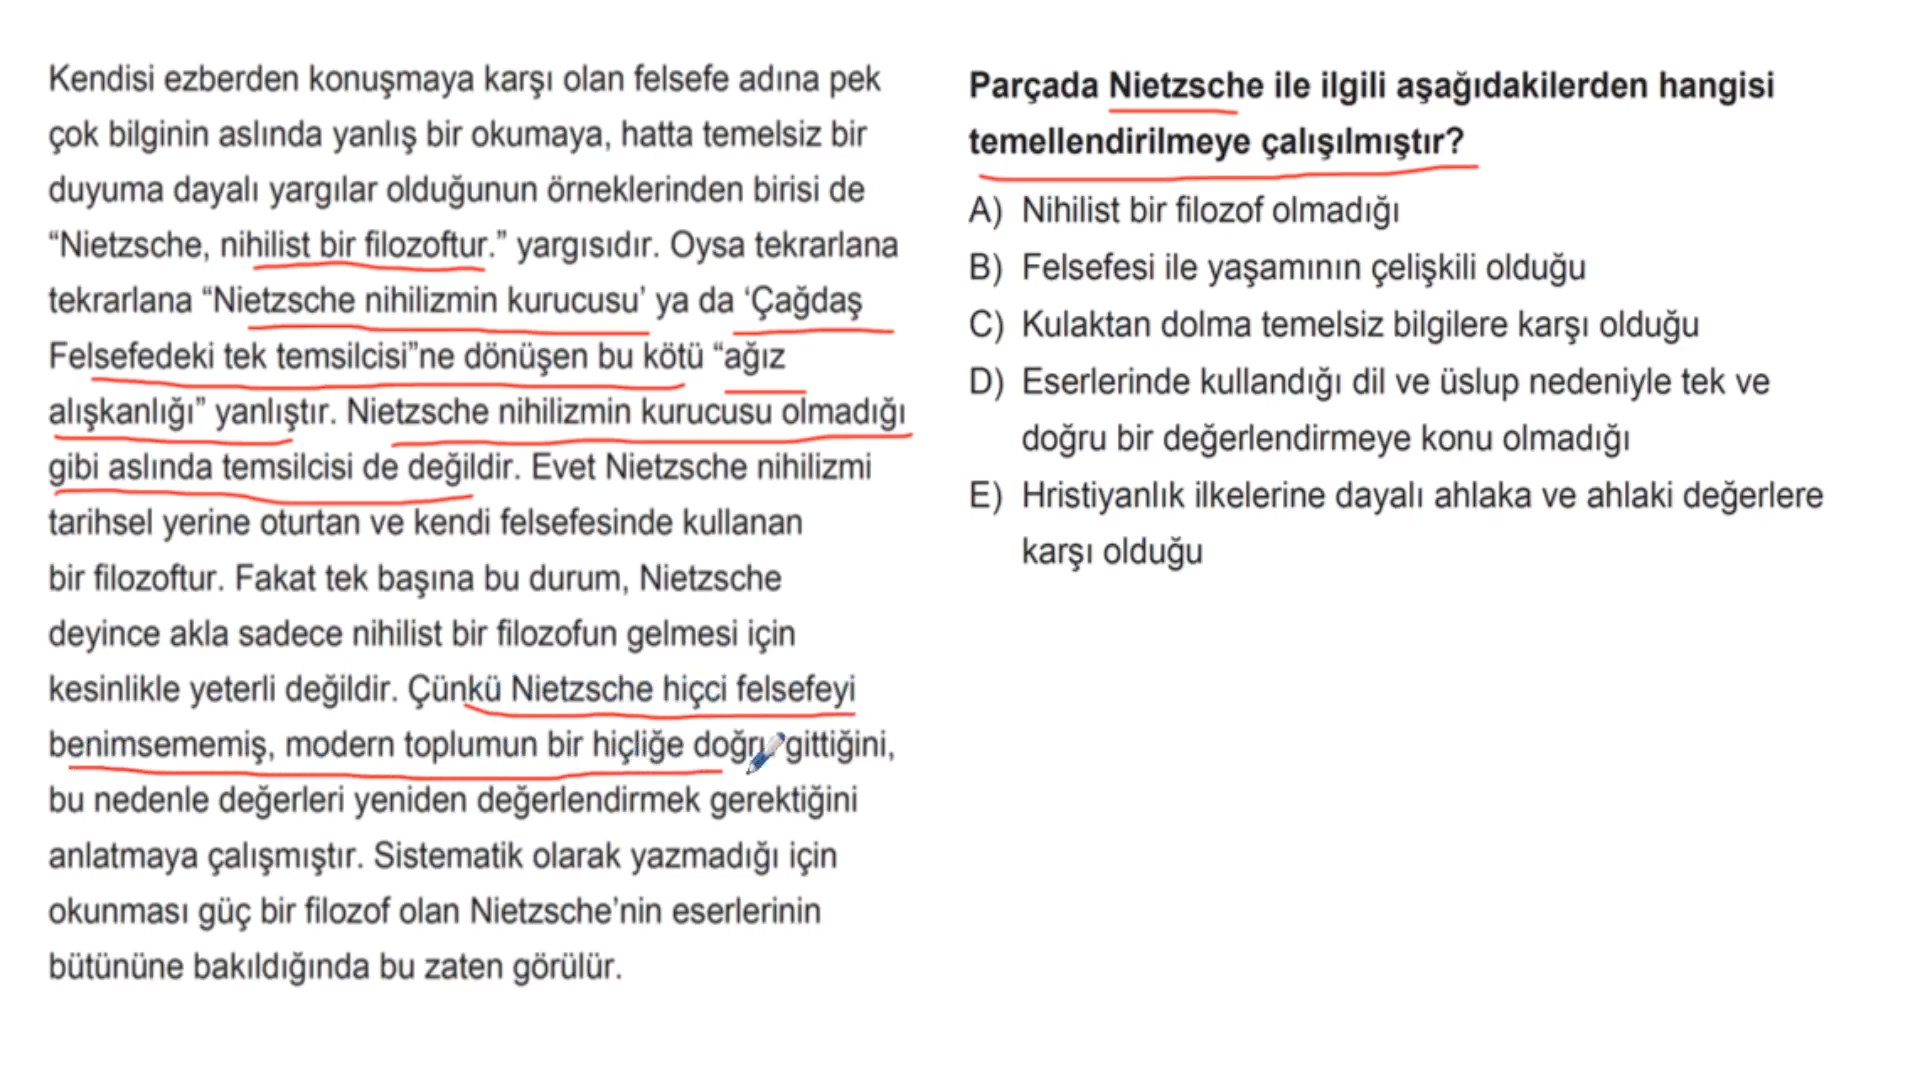 Kendisi ezberden konuşmaya karşı olan felsefe adına pek
çok bilginin aslında yanlış bir okumaya, hatta temelsiz bir
duyuma dayalı yargılar olduğunun örneklerinden birisi de
“Nietzsche, nihilist bir filozoftur.” yargısıdır. Oysa tekrarlana
tekrarlana “Nietzsche nihilizmin kurucusu’ ya da ‘Çağdaş
Felsefedeki tek temsilcisi”ne dönüşen bu kötü “ağız
alışkanlığı” yanlıştır. Nietzsche nihilizmin kurucusu olmadığı
gibi aslında temsilcisi de değildir. Evet Nietzsche nihilizmi
tarihsel yerine oturtan ve kendi felsefesinde kullanan
bir filozoftur. Fakat tek başına bu durum, Nietzsche
deyince akla sadece nihilist bir filozofun gelmesi için
kesinlikle yeterli değildir. Çünkü Nietzsche hiçci felsefeyi
benimsememiş, modern toplumun bir hiçliğe doğru gittiğini,
bu nedenle değerleri yeniden değerlendirmek gerektiğini
anlatmaya çalışmıştır. Sistematik olarak yazmadığı için
okunması güç bir filozof olan Nietzsche’nin eserlerinin
bütününe bakıldığında bu zaten görülür.
Parçada Nietzsche ile ilgili aşağıdakilerden hangisi
temellendirilmeye çalışılmıştır?
A) Nihilist bir filozof olmadığı
B) Felsefesi ile yaşamının çelişkili olduğu
C) Kulaktan dolma temelsiz bilgilere karşı olduğu
D) Eserlerinde kullandığı dil ve üslup nedeniyle tek ve
doğru bir değerlendirmeye konu olmadığı
E) Hristiyanlık ilkelerine dayalı ahlaka ve ahlaki değerlere
karşı olduğu